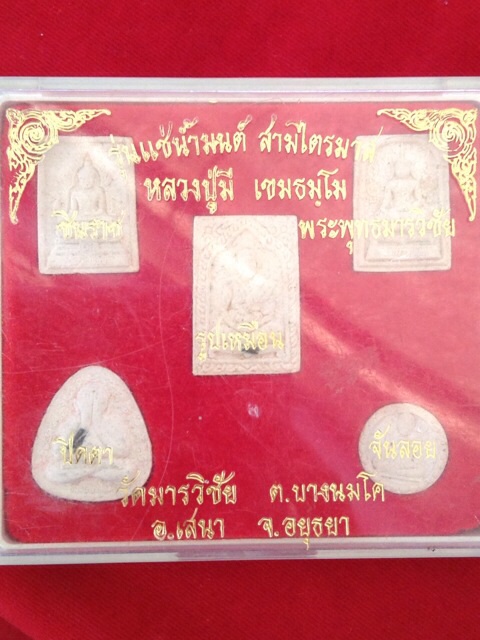 รุ่นแช่น้ำมนต์ สามไตรมาส
หลวงปู่มี เขมธมฺโม
ชินราช
พระพุทธมารวิชัย
รูปเหมือน
ปิดตา
จันลอย
วัดมารวิชัย ต.บางนมโค
อ.เสนา จ.อยุธยา